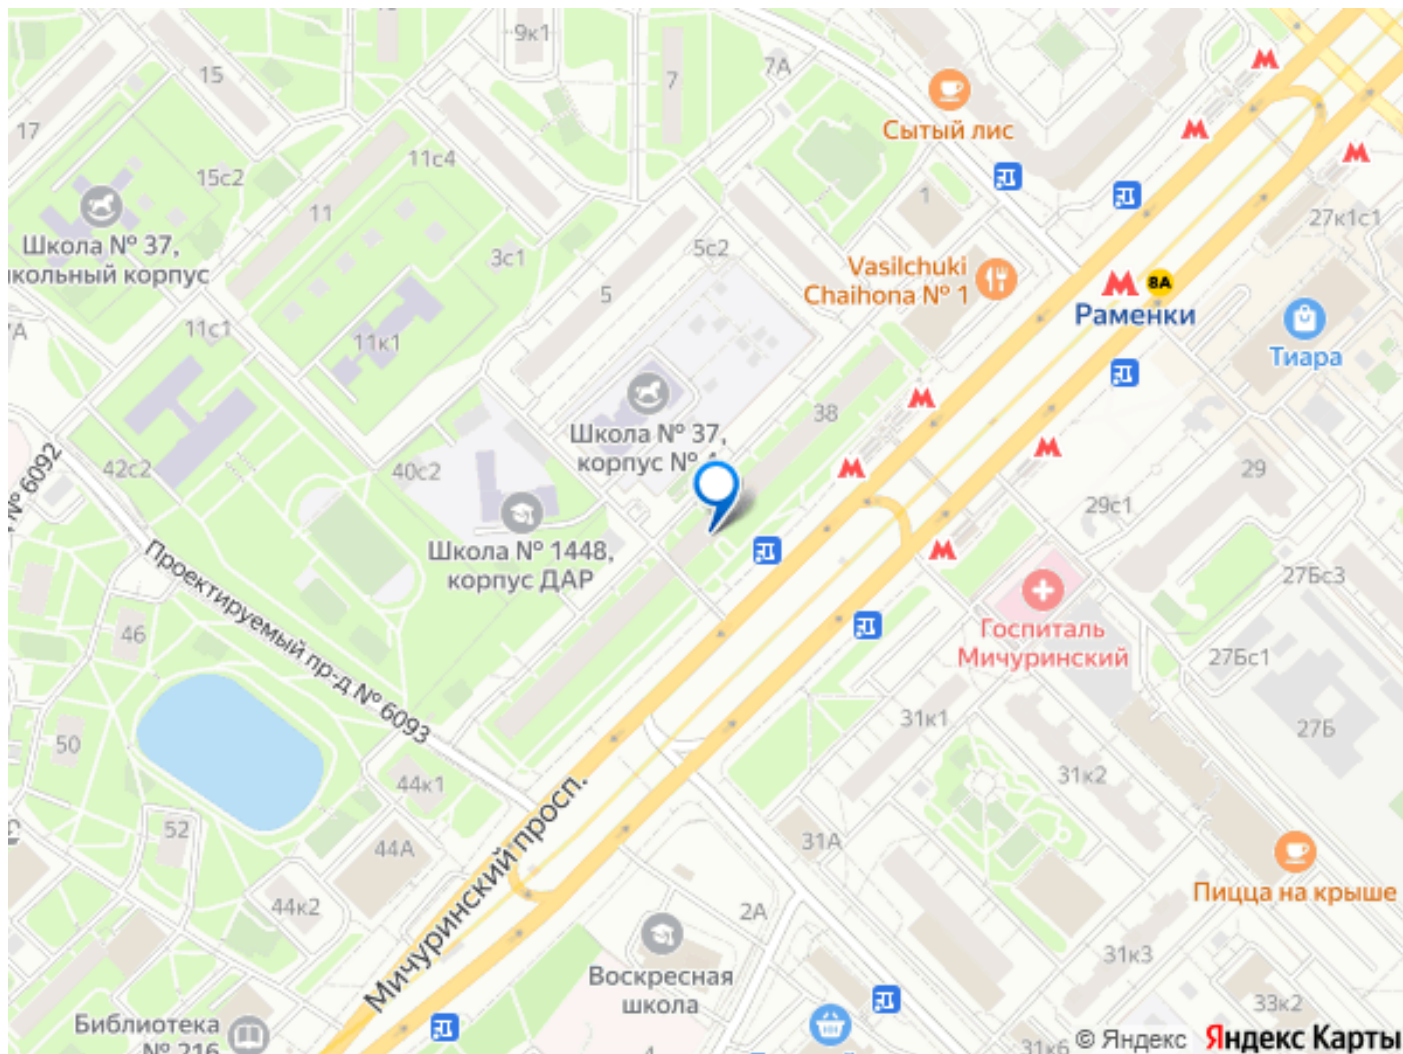 9к1
15
7
7А
17
Сытый лис
11с4
15с2
11
1
27к1с1
Школа № 37,
кольный корпус
3с1
5с2
5
Vasilchuki
Chaihona № 1
8А
Раменки
Тиара
11с1
11к1
38
Школа № 37,
корпус №
42с2
40с2
№ 6092
29
29с1
Школа № 1448,
корпус ДАР
Проектируемый пр-д № 6093
27Бс3
Госпиталь
Мичуринский
27Бс1
46
50
31к1
27Б
31к2
44к1
52
44А
31А
Мичуринский просп.
Пицца на крыше
44к2
2А
31к3
Воскресная
школа
33к2
Библиотека
№ 216
4
31к6
© Яндекс
Яндекс Карты